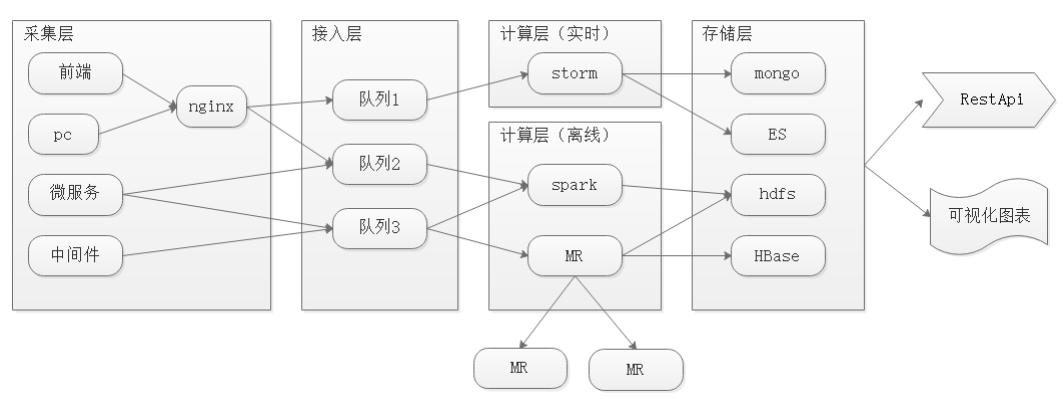 采集层
前端
pc
nginx
微服务
中间件
接入层
队列1
队列2
队列3
计算层（实时）
storm
计算层（离线）
spark
MR
MR
MR
存储层
mongo
ES
hdfs
HBase
RestApi
可视化图表